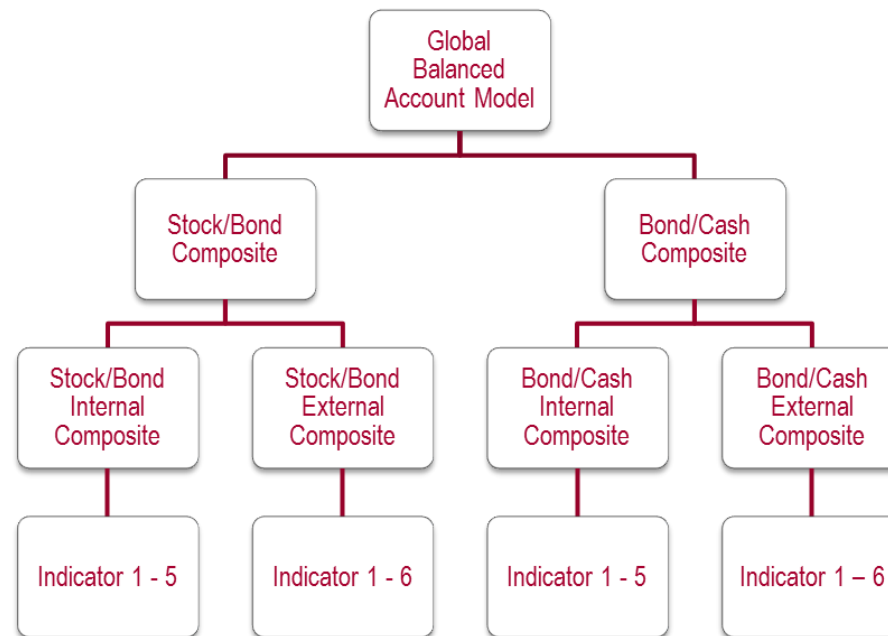 Global
Balanced
Account Model
Stock/Bond
Composite
Bond/Cash
Composite
Stock/Bond
Internal
Composite
Stock/Bond
External
Composite
Bond/Cash
Internal
Composite
Bond/Cash
External
Composite
Indicator 1 - 5
Indicator 1 - 6
Indicator 1 - 5
Indicator 1 – 6